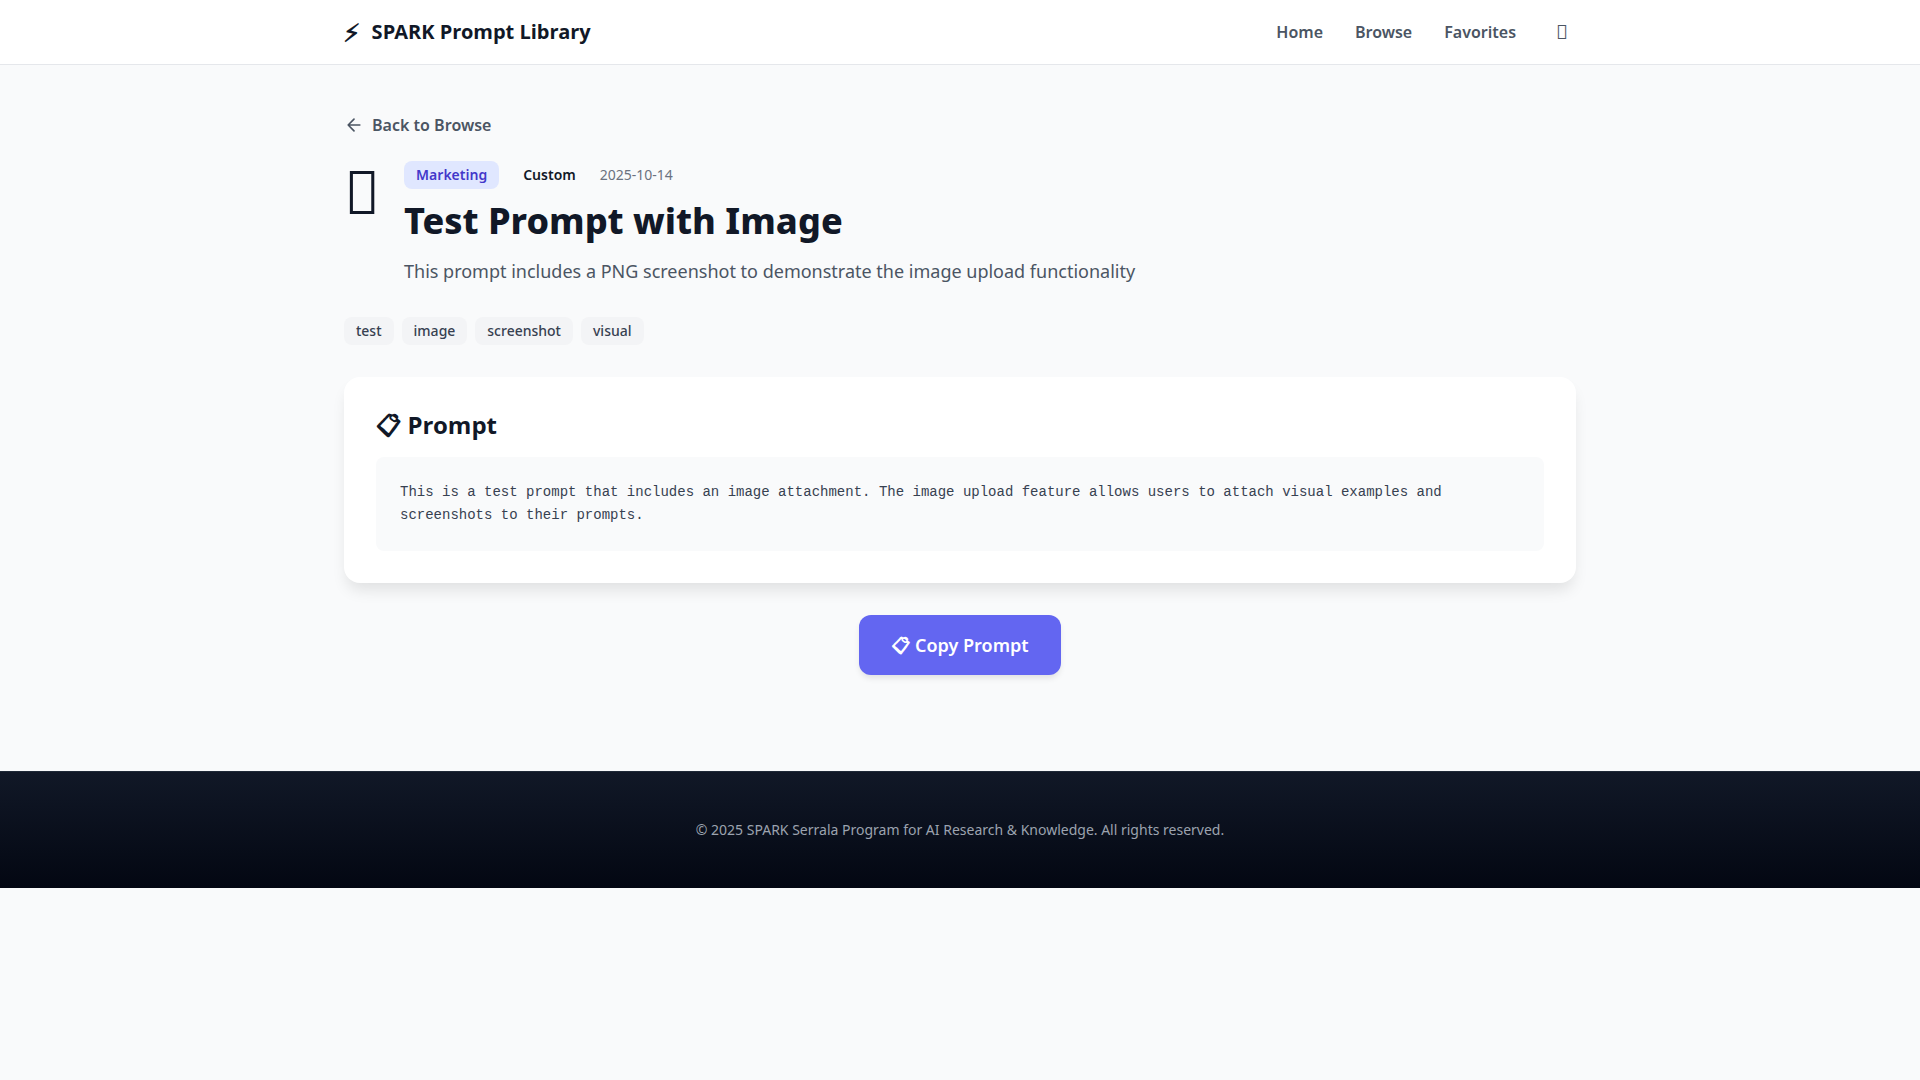 ⚡ SPARK Prompt Library
Home Browse Favorites
← Back to Browse
Marketing Custom 2025-10-14
Test Prompt with Image
This prompt includes a PNG screenshot to demonstrate the image upload functionality
test image screenshot visual
📋 Prompt
This is a test prompt that includes an image attachment. The image upload feature allows users to attach visual examples and
screenshots to their prompts.
📋 Copy Prompt
© 2025 SPARK Serrala Program for AI Research & Knowledge. All rights reserved.